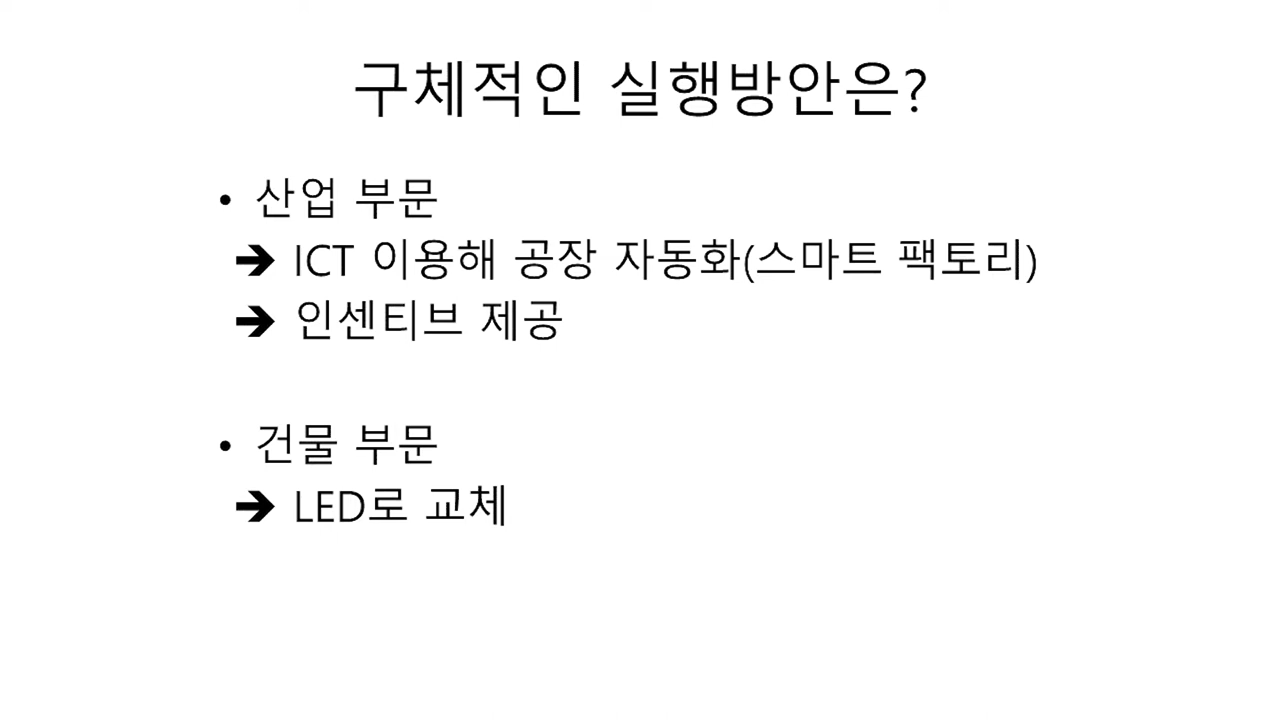 구체적인 실행방안은?
• 산업 부문
➔ ICT 이용해 공장 자동화(스마트 팩토리)
➔ 인센티브 제공
• 건물 부문
➔ LED로 교체